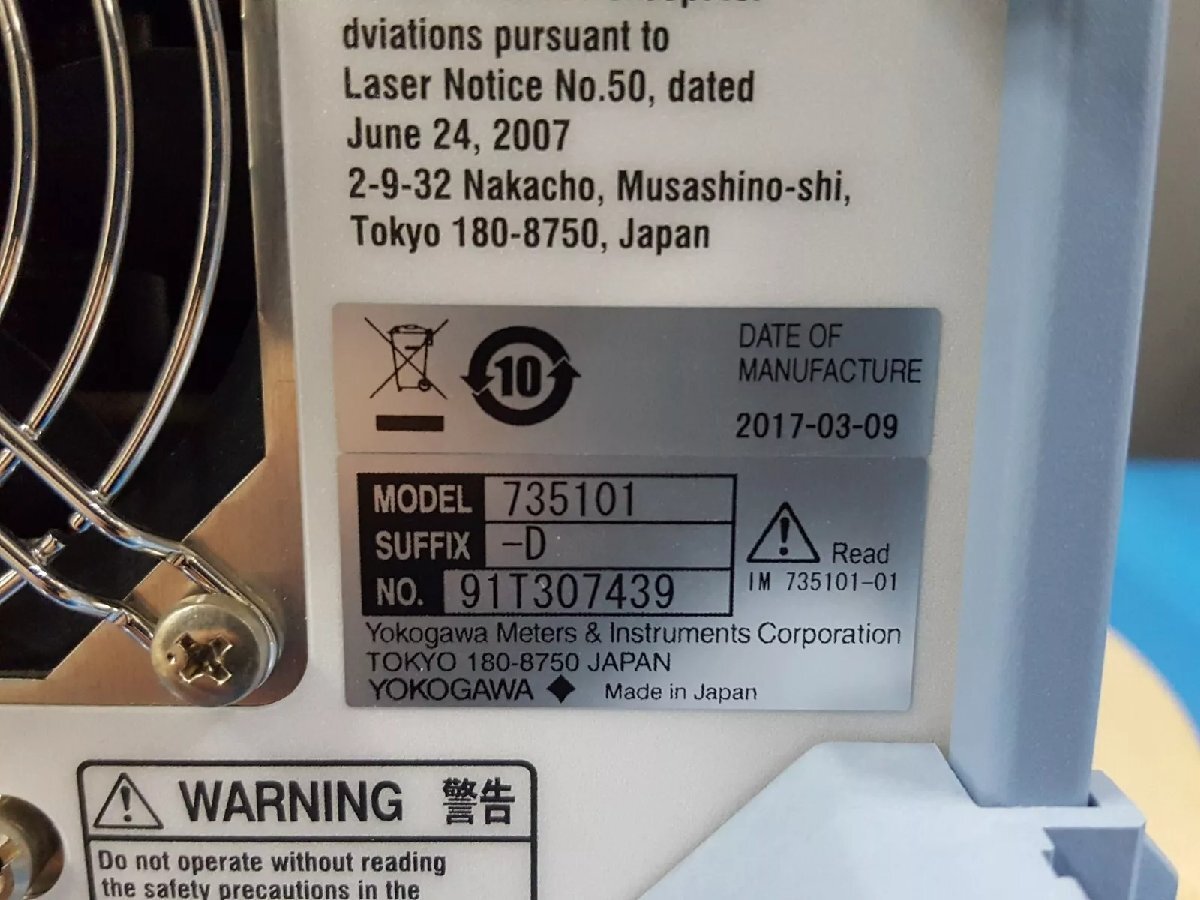 dviations pursuant to
Laser Notice No.50, dated
June 24, 2007
2-9-32 Nakacho, Musashino-shi,
Tokyo 180-8750, Japan
10
DATE OF
MANUFACTURE
2017-03-09
MODEL 735101
SUFFIX -D
NO. 91T307439
Read
IM 735101-01
Yokogawa Meters & Instruments Corporation
TOKYO 180-8750 JAPAN
YOKOGAWA Made in Japan
WARNING 警告
Do not operate without reading
the safety precautions in the